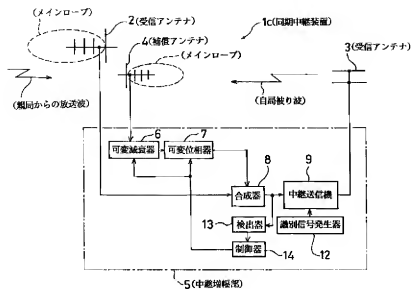 2(受信アンテナ)
(メインローブ)
4(補償アンテナ)
1c(同期中継装置)
3(受信アンテナ)
(メインローブ)
(親局からの放送波)
自局被り波
6
7
可変減衰器
可変位相器
8
9
合成器
中継送信機
13
検出器
識別信号発生器
制御器
14
12
5(中継増幅部)